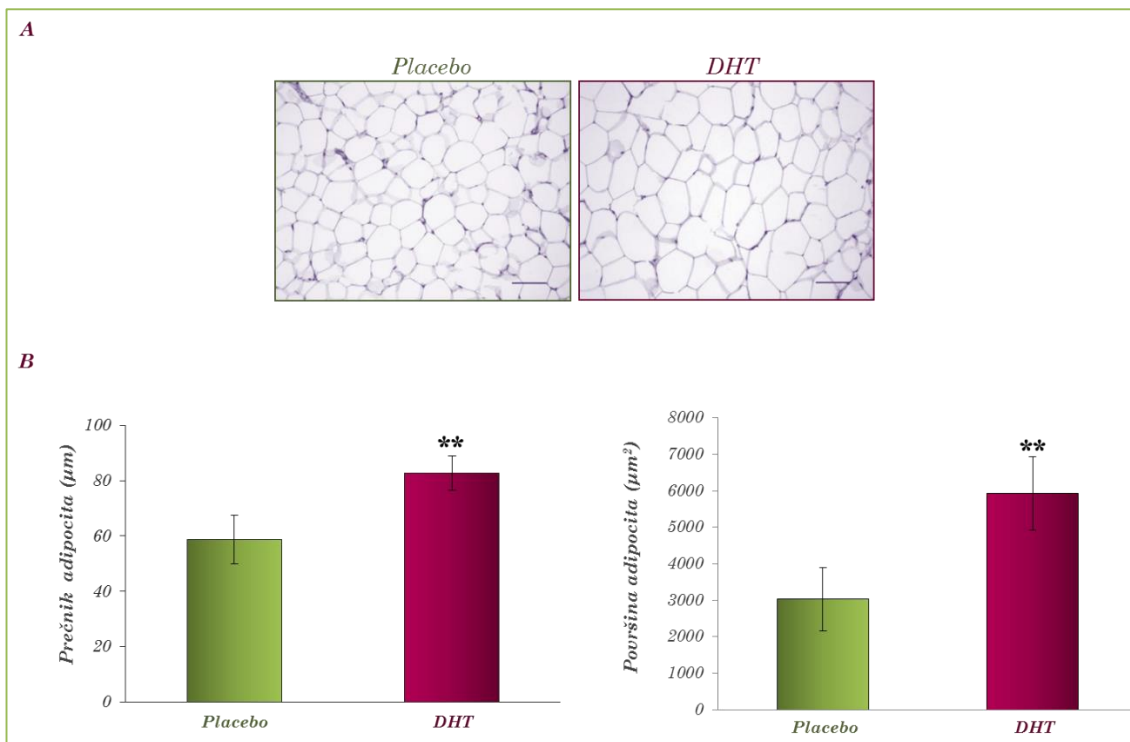 A
Placebo
DHT
B
Prečnik adipocita (µm)
100
80
60
40
20
0
**
Placebo
DHT
Površina adipocita (µm²)
8000
7000
6000
5000
4000
3000
2000
1000
0
**
Placebo
DHT